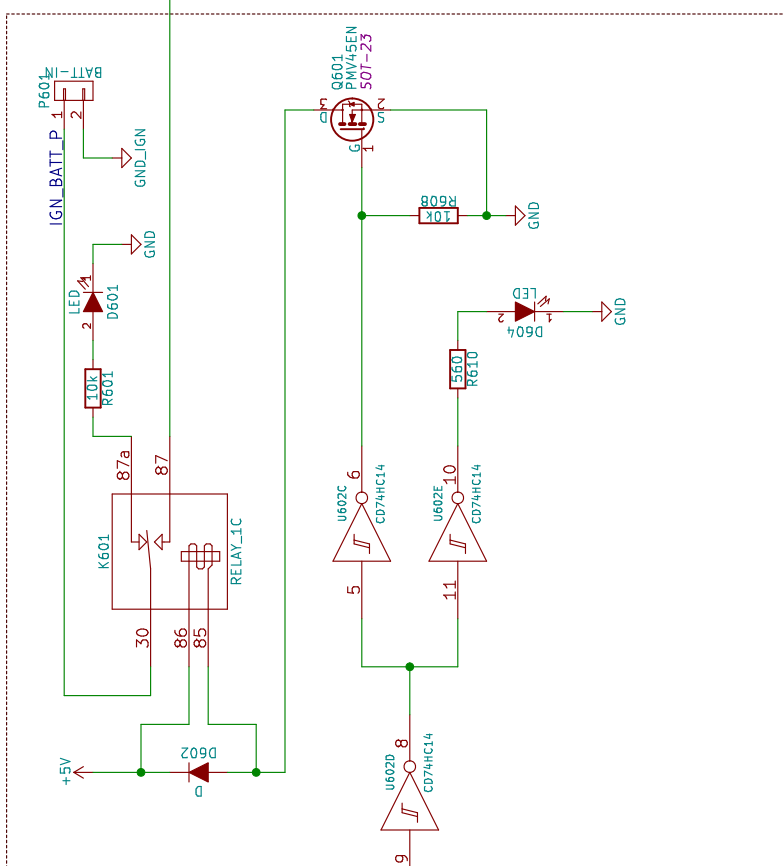 BATT-IN
P601
1
2
GND_IGN
IGN_BATT_P
GND
LED
1
2
D601
10k
R601
87a
87
K601
RELAY_1C
30
86
85
+5V
D602
D
Q601
PMV45EN
SOT-23
3
D
2
S
G
1
R608
10k
GND
LED
2
1
D604
GND
560
R610
6
U602C
CD74HC14
5
10
U602E
CD74HC14
11
8
U602D
CD74HC14
9